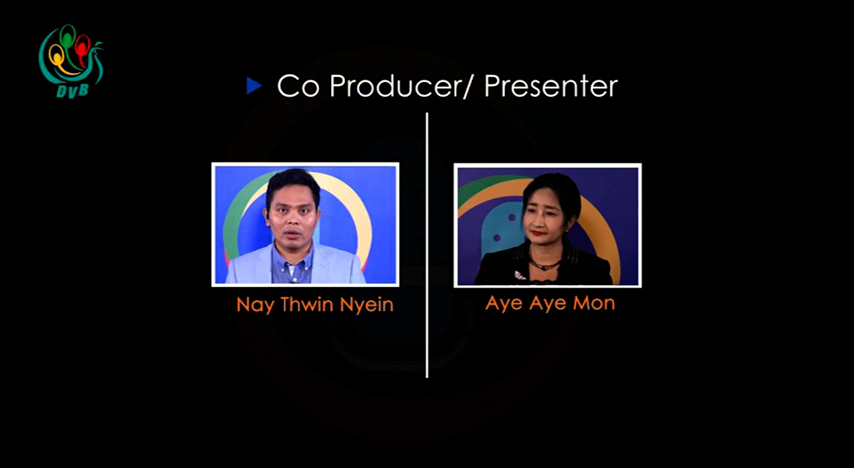 DVB
Co Producer/ Presenter
Nay Thwin Nyein
Aye Aye Mon